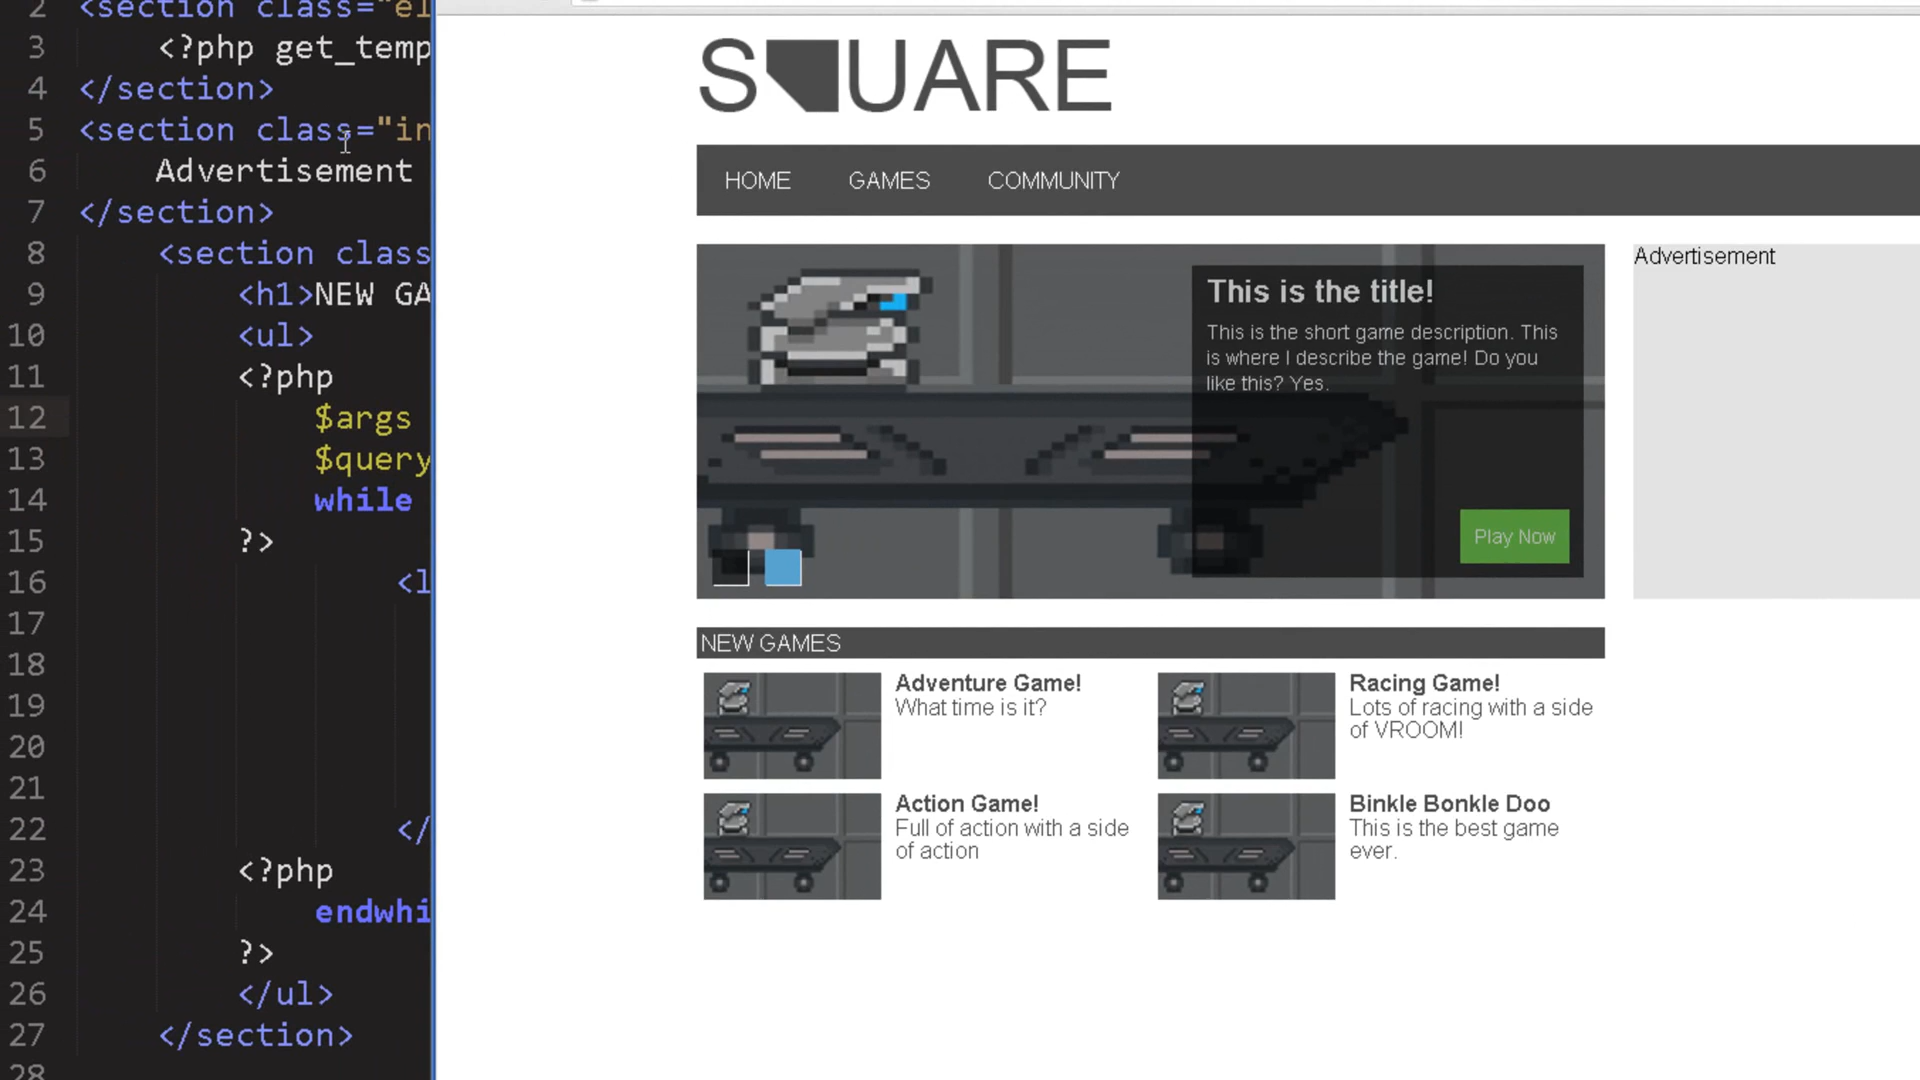 2 <section class="el
3 <?php get_temp
4 </section>
5 <section class="in
6 Advertisement
7 </section>
8 <section class
9 <h1>NEW GA
10 <ul>
11 <?php
12 $args
13 $query
14 while
15 ?>
16 <l
17
18
19
20
21
22 </
23 <?php
24 endwhi
25 ?>
26 </ul>
27 </section>
28
S UARE
HOME GAMES COMMUNITY
This is the title!
This is the short game description. This
is where I describe the game! Do you
like this? Yes.
Play Now
Advertisement
NEW GAMES
Adventure Game!
What time is it?
Racing Game!
Lots of racing with a side
of VROOM!
Action Game!
Full of action with a side
of action
Binkle Bonkle Doo
This is the best game
ever.